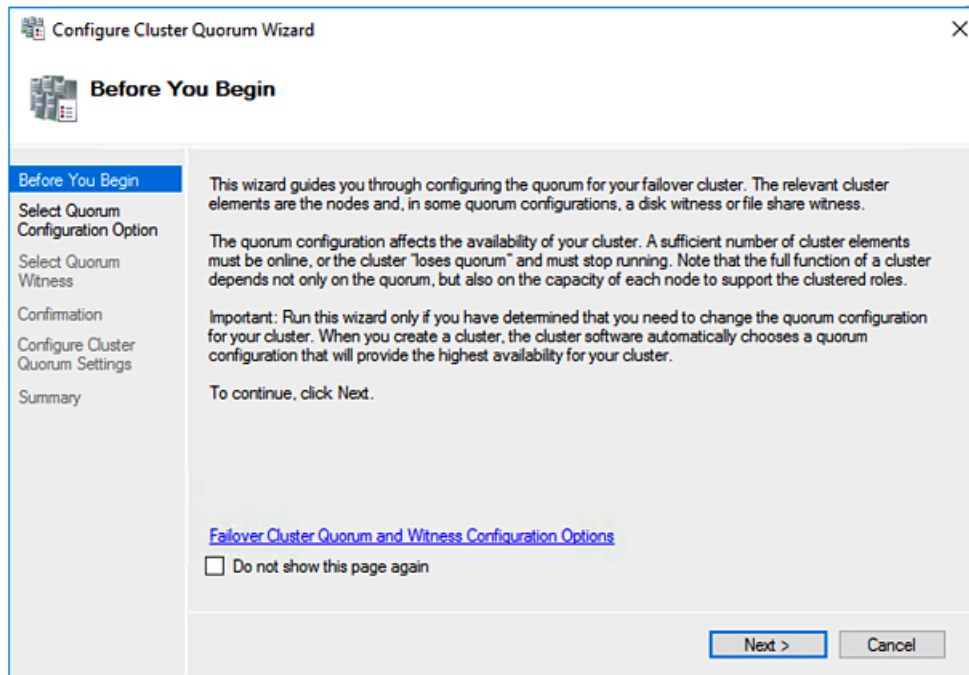 Configure Cluster Quorum Wizard
Before You Begin
Before You Begin
Select Quorum
Configuration Option
Select Quorum
Witness
Confirmation
Configure Cluster
Quorum Settings
Summary
This wizard guides you through configuring the quorum for your failover cluster. The relevant cluster
elements are the nodes and, in some quorum configurations, a disk witness or file share witness.
The quorum configuration affects the availability of your cluster. A sufficient number of cluster elements
must be online, or the cluster "loses quorum" and must stop running. Note that the full function of a cluster
depends not only on the quorum, but also on the capacity of each node to support the clustered roles.
Important: Run this wizard only if you have determined that you need to change the quorum configuration
for your cluster. When you create a cluster, the cluster software automatically chooses a quorum
configuration that will provide the highest availability for your cluster.
To continue, click Next.
Failover Cluster Quorum and Witness Configuration Options
Do not show this page again
Next >
Cancel